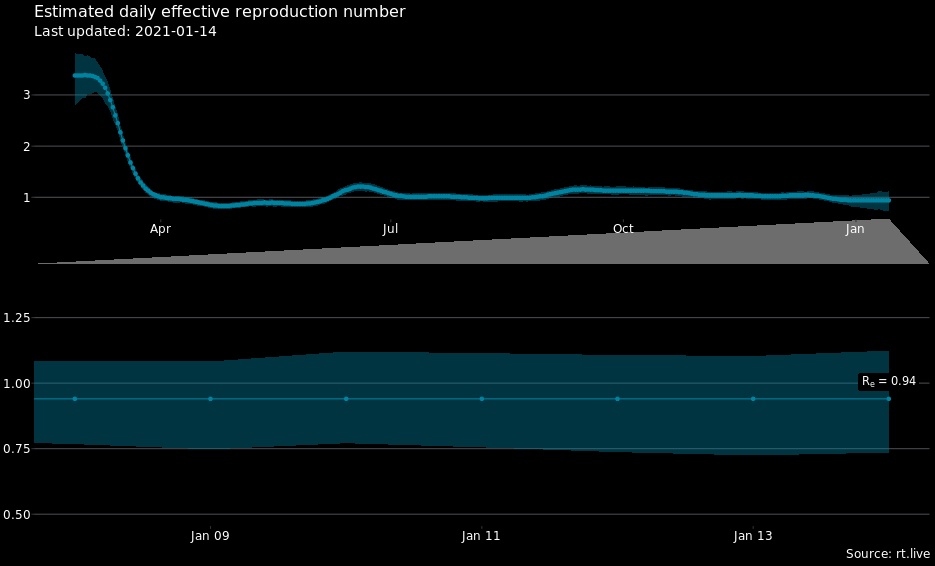 Estimated daily effective reproduction number
Last updated: 2021-01-14
3
2
1
Apr Jul Oct Jan
1.25
1.00
Rₑ = 0.94
0.75
0.50
Jan 09 Jan 11 Jan 13
Source: rt.live